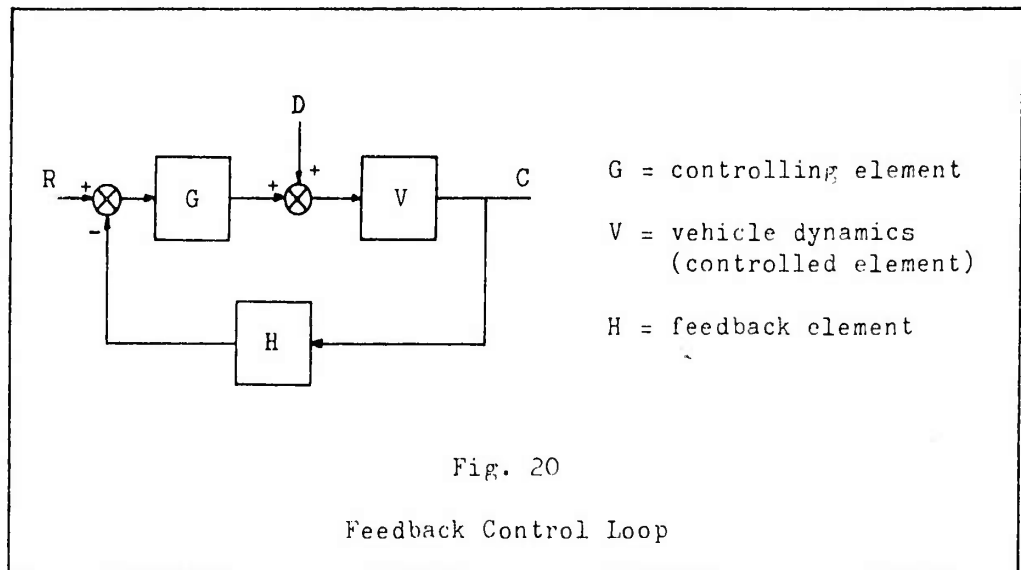 D
R + G + + V C
-
H
G = controlling element
V = vehicle dynamics
(controlled element)
H = feedback element
Fig. 20
Feedback Control Loop